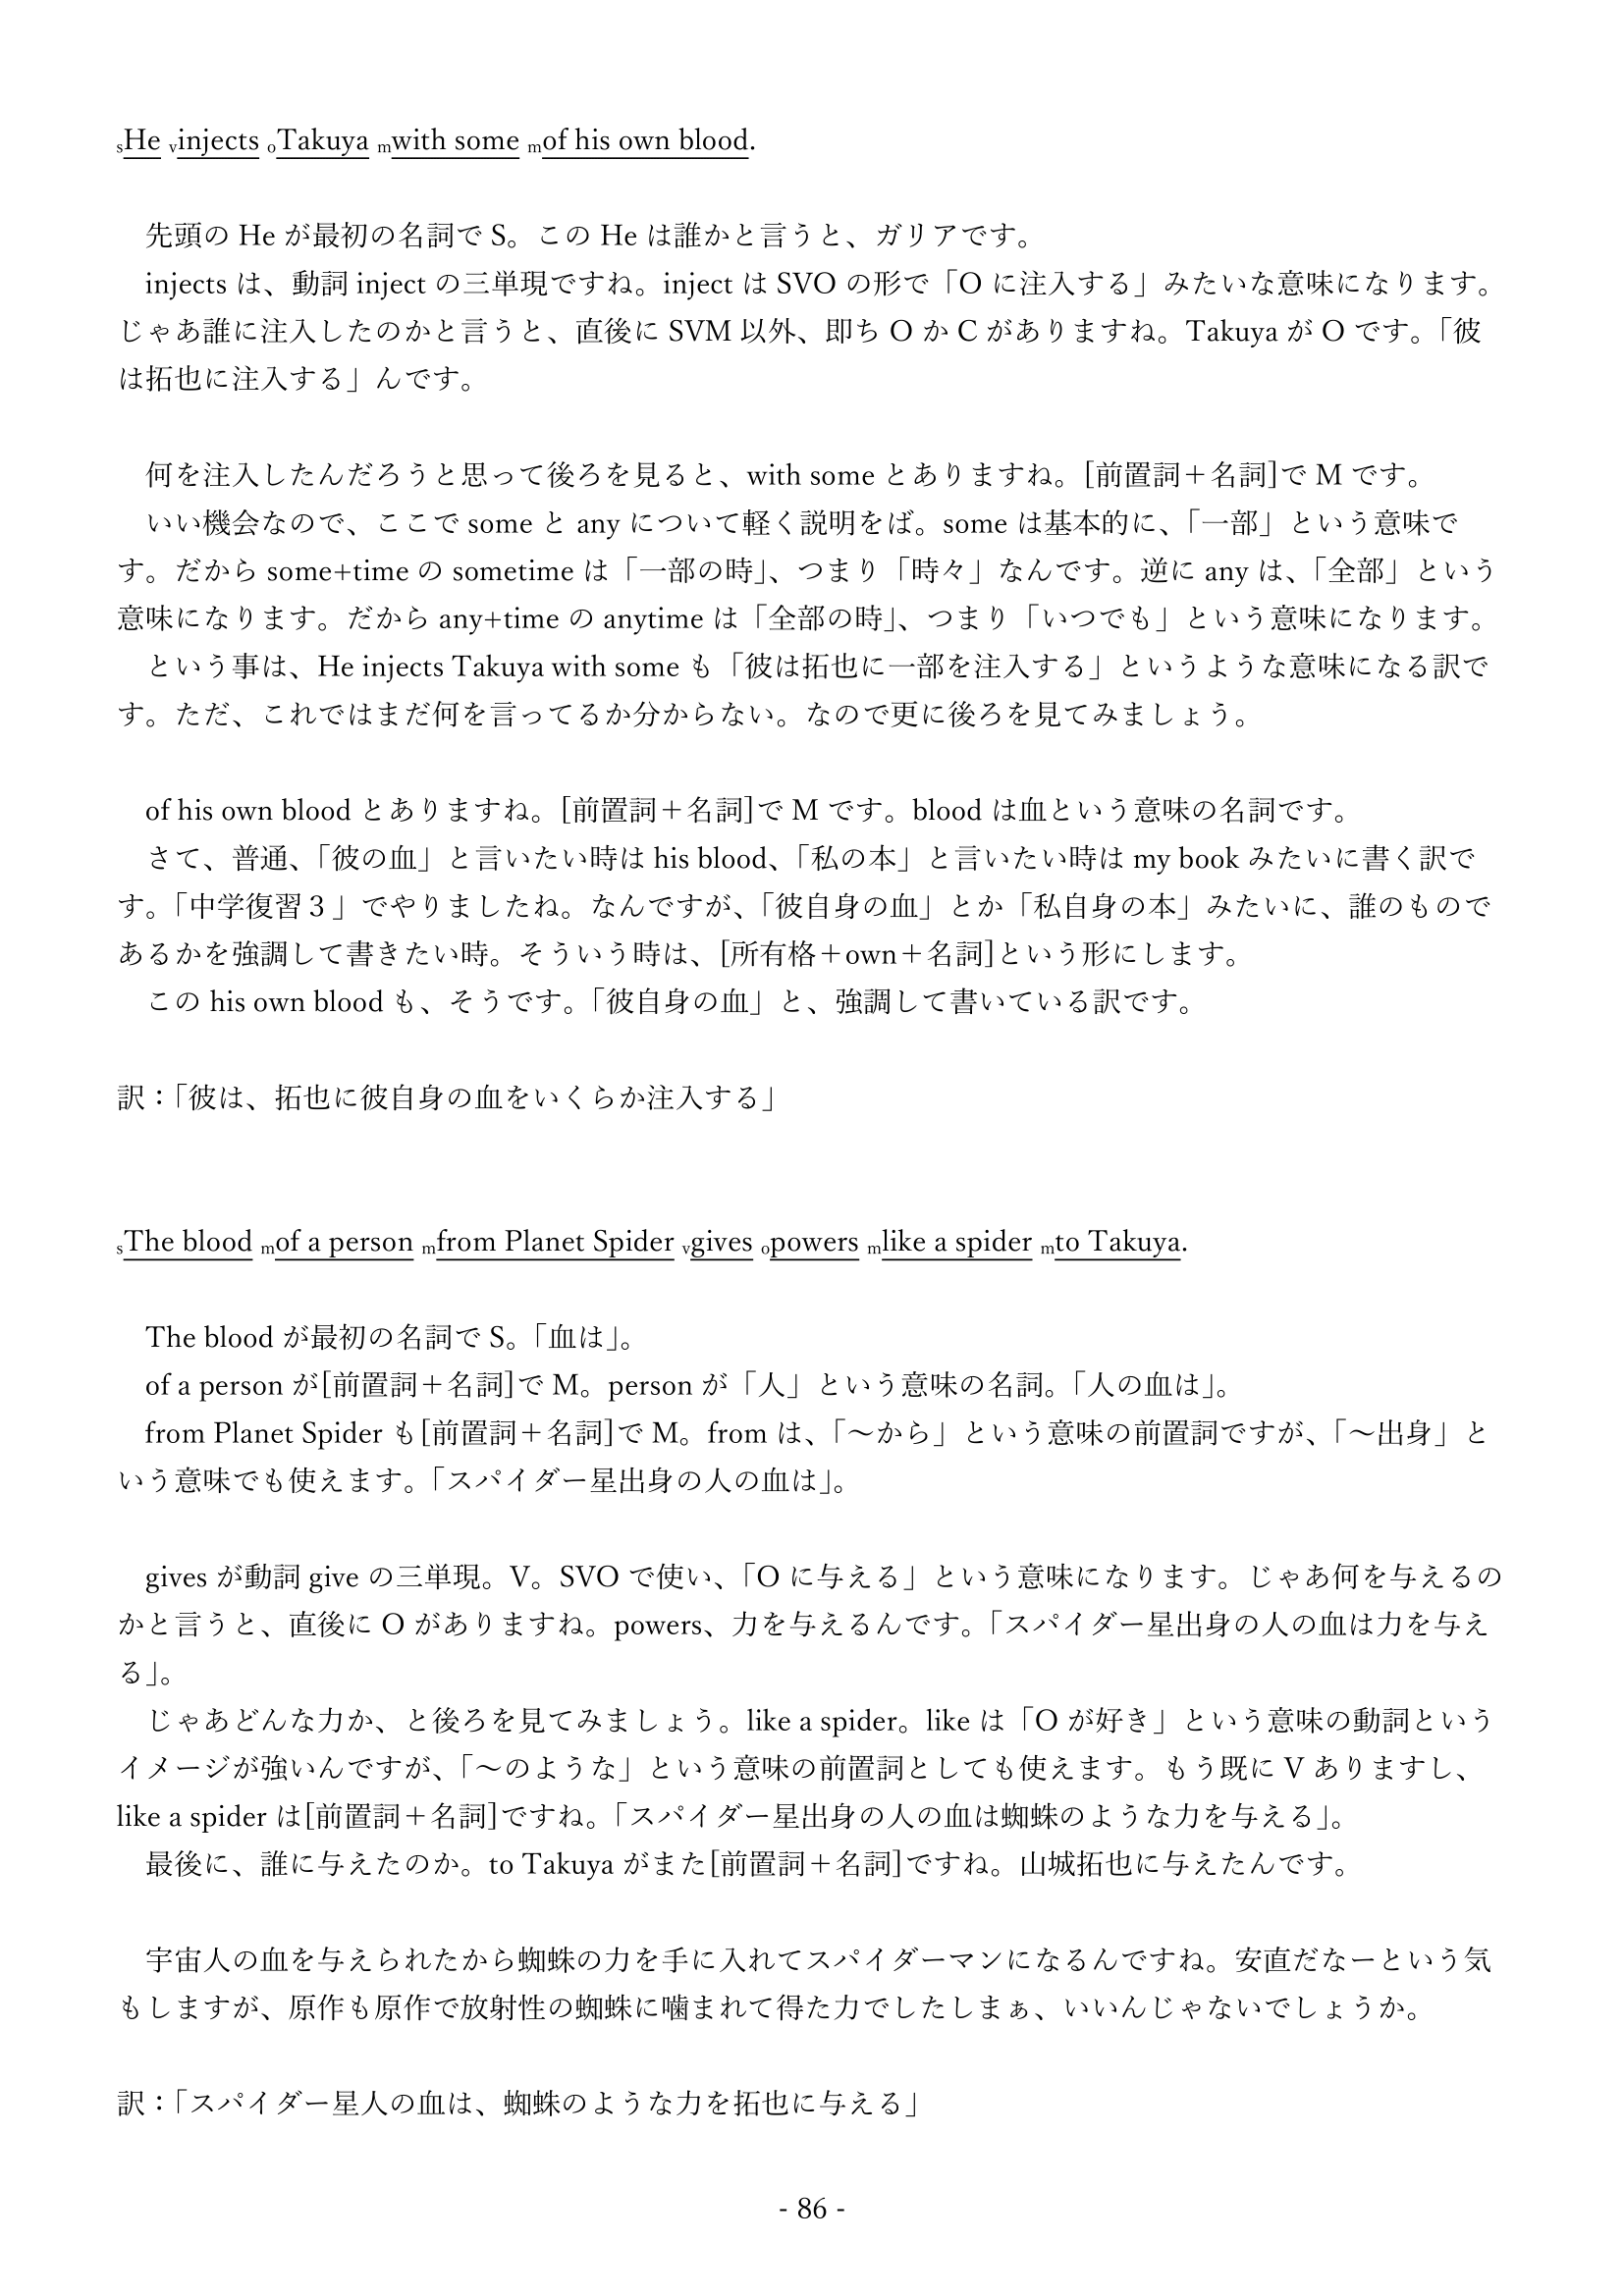 sHe vinjects oTakuya mwith some mof his own blood.
先頭の He が最初の名詞で S。この He は誰かと言うと、ガリアです。
injects は、動詞 inject の三単現ですね。inject は SVO の形で「O に注入する」みたいな意味になります。
じゃあ誰に注入したのかと言うと、直後に SVM 以外、即ち O か C がありますね。Takuya が O です。「彼
は拓也に注入する」んです。
何を注入したんだろうと思って後ろを見ると、with some とありますね。[前置詞＋名詞]で M です。
いい機会なので、ここで some と any について軽く説明をば。some は基本的に、「一部」という意味で
す。だから some+time の sometime は「一部の時」、つまり「時々」なんです。逆に any は、「全部」という
意味になります。だから any+time の anytime は「全部の時」、つまり「いつでも」という意味になります。
という事は、He injects Takuya with some も「彼は拓也に一部を注入する」というような意味になる訳で
す。ただ、これではまだ何を言ってるか分からない。なので更に後ろを見てみましょう。
of his own blood とありますね。[前置詞＋名詞]で M です。blood は血という意味の名詞です。
さて、普通、「彼の血」と言いたい時は his blood、「私の本」と言いたい時は my book みたいに書く訳で
す。「中学復習３」でやりましたね。なんですが、「彼自身の血」とか「私自身の本」みたいに、誰のもので
あるかを強調して書きたい時。そういう時は、[所有格＋own＋名詞]という形にします。
この his own blood も、そうです。「彼自身の血」と、強調して書いている訳です。
訳：「彼は、拓也に彼自身の血をいくらか注入する」
sThe blood mof a person mfrom Planet Spider vgives opowers mlike a spider mto Takuya.
The blood が最初の名詞で S。「血は」。
of a person が[前置詞＋名詞]で M。person が「人」という意味の名詞。「人の血は」。
from Planet Spider も[前置詞＋名詞]で M。from は、「〜から」という意味の前置詞ですが、「〜出身」と
いう意味でも使えます。「スパイダー星出身の人の血は」。
gives が動詞 give の三単現。V。SVO で使い、「O に与える」という意味になります。じゃあ何を与えるの
かと言うと、直後に O がありますね。powers、力を与えるんです。「スパイダー星出身の人の血は力を与え
る」。
じゃあどんな力か、と後ろを見てみましょう。like a spider。like は「O が好き」という意味の動詞という
イメージが強いんですが、「〜のような」という意味の前置詞としても使えます。もう既に V ありますし、
like a spider は[前置詞＋名詞]ですね。「スパイダー星出身の人の血は蜘蛛のような力を与える」。
最後に、誰に与えたのか。to Takuya がまた[前置詞＋名詞]ですね。山城拓也に与えたんです。
宇宙人の血を与えられたから蜘蛛の力を手に入れてスパイダーマンになるんですね。安直だなーという気
もしますが、原作も原作で放射性の蜘蛛に噛まれて得た力でしたしまぁ、いいんじゃないでしょうか。
訳：「スパイダー星人の血は、蜘蛛のような力を拓也に与える」
- 86 -